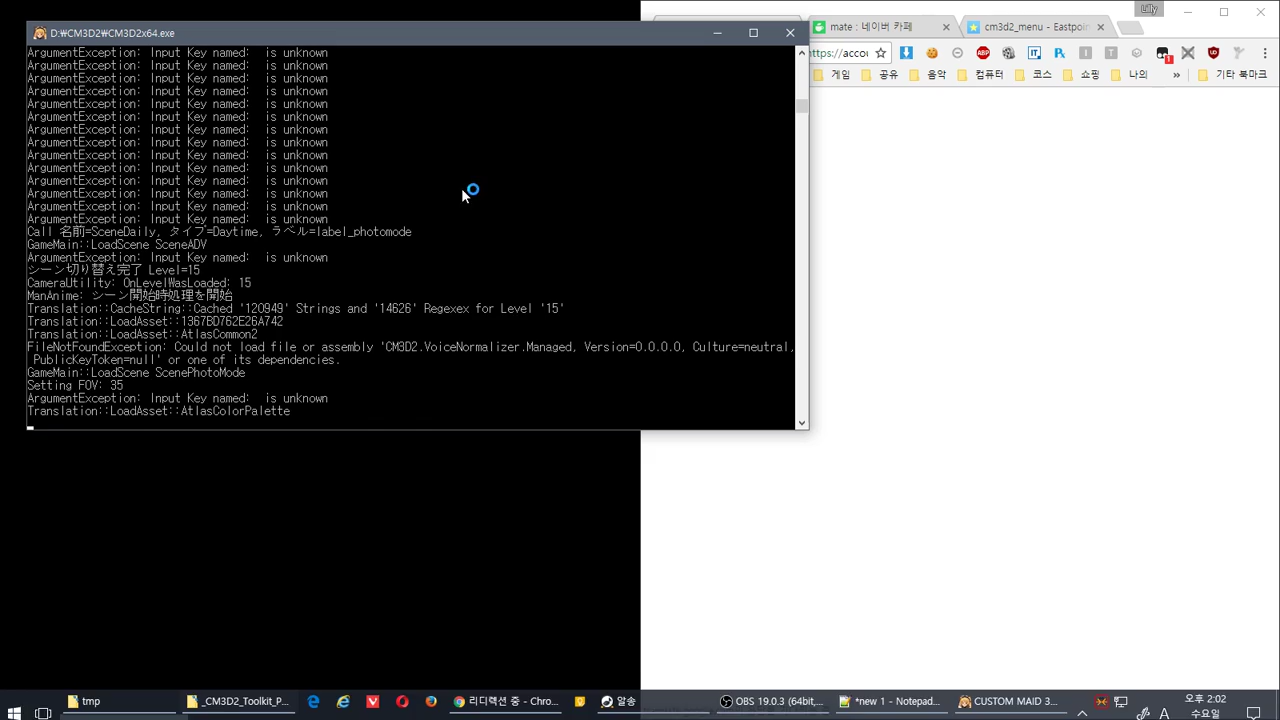 Lilly
D:₩CM3D2₩CM3D2x64.exe
mate : 네이버 카페
cm3d2_menu - Eastpoin
https://accou
ArgumentException: Input Key named:  is unknown
ArgumentException: Input Key named:  is unknown
ArgumentException: Input Key named:  is unknown
ArgumentException: Input Key named:  is unknown
ArgumentException: Input Key named:  is unknown
ArgumentException: Input Key named:  is unknown
ArgumentException: Input Key named:  is unknown
ArgumentException: Input Key named:  is unknown
ArgumentException: Input Key named:  is unknown
ArgumentException: Input Key named:  is unknown
ArgumentException: Input Key named:  is unknown
ArgumentException: Input Key named:  is unknown
ArgumentException: Input Key named:  is unknown
ArgumentException: Input Key named:  is unknown
Call 名前=SceneDaily, タイプ=Daytime, ラベル=label_photomode
GameMain::LoadScene SceneADV
ArgumentException: Input Key named:  is unknown
シーン切り替え完了 Level=15
CameraUtility: OnLevelWasLoaded: 15
ManAnime: シーン開始時処理を開始
Translation::CacheString::Cached '120949' Strings and '14626' Regexex for Level '15'
Translation::LoadAsset::1367BD762E26A742
Translation::LoadAsset::AtlasCommon2
FileNotFoundException: Could not load file or assembly 'CM3D2.VoiceNormalizer.Managed, Version=0.0.0.0, Culture=neutral,
PublicKeyToken=null' or one of its dependencies.
GameMain::LoadScene ScenePhotoMode
Setting FOV: 35
ArgumentException: Input Key named:  is unknown
Translation::LoadAsset::AtlasColorPalette
게임 공유 음악 컴퓨터 코스 쇼핑 나의 » 기타 북마크
tmp
_CM3D2_Toolkit_P...
리디렉션 중 - Chro...
알송
OBS 19.0.3 (64bit,...
*new 1 - Notepad...
CUSTOM MAID 3...
A
오후 2:02
수요일